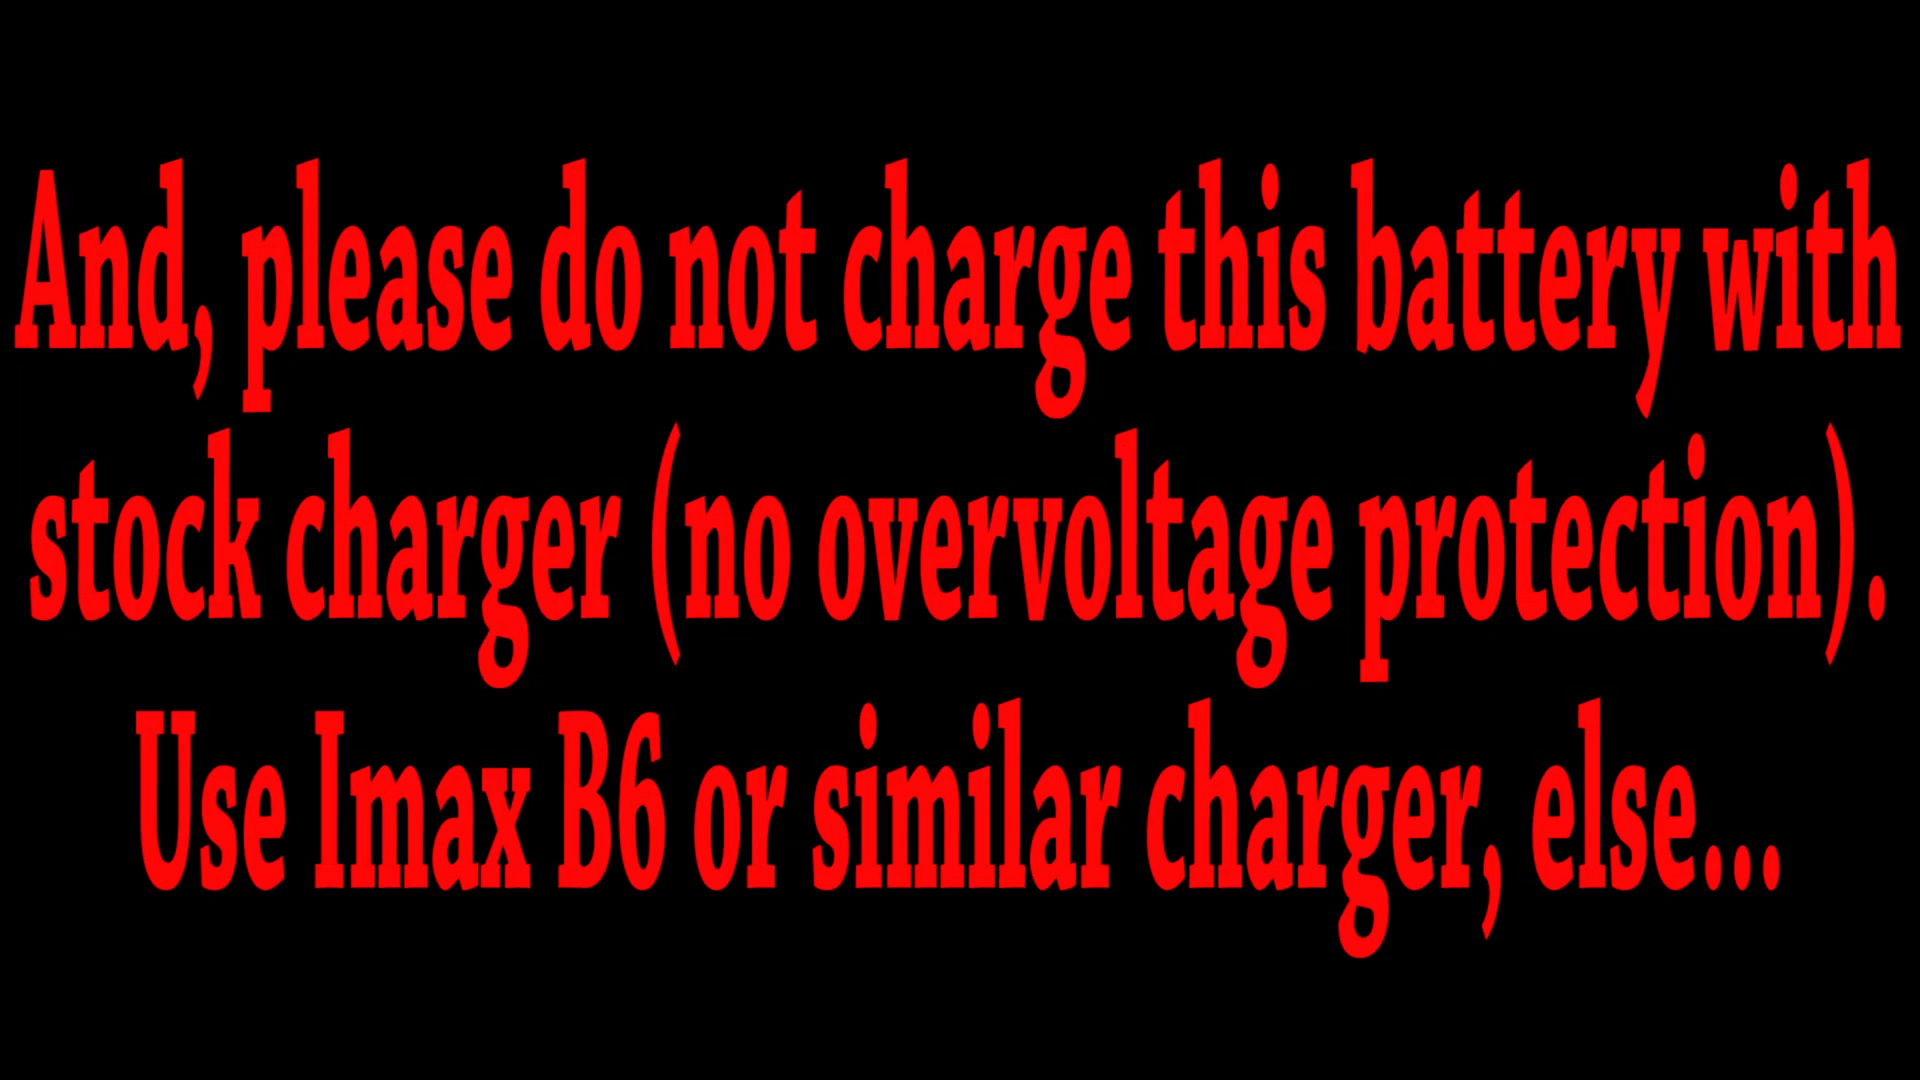 And, please do not charge this battery with
stock charger (no overvoltage protection).
Use Imax B6 or similar charger, else...